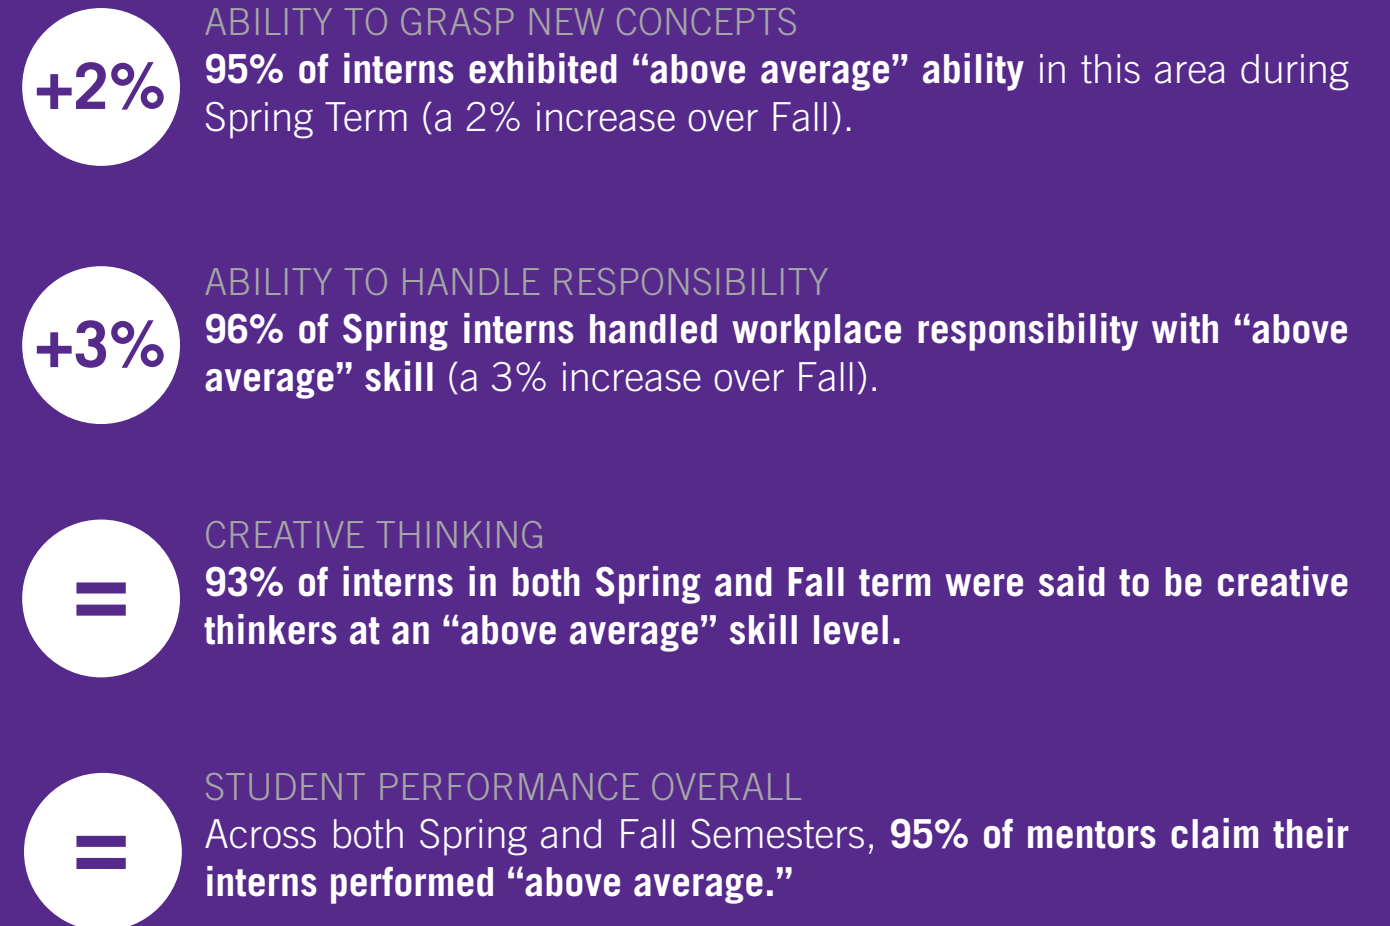 +2%
ABILITY TO GRASP NEW CONCEPTS
95% of interns exhibited “above average” ability in this area during
Spring Term (a 2% increase over Fall).
+3%
ABILITY TO HANDLE RESPONSIBILITY
96% of Spring interns handled workplace responsibility with “above
average” skill (a 3% increase over Fall).
=
CREATIVE THINKING
93% of interns in both Spring and Fall term were said to be creative
thinkers at an “above average” skill level.
=
STUDENT PERFORMANCE OVERALL
Across both Spring and Fall Semesters, 95% of mentors claim their
interns performed “above average.”